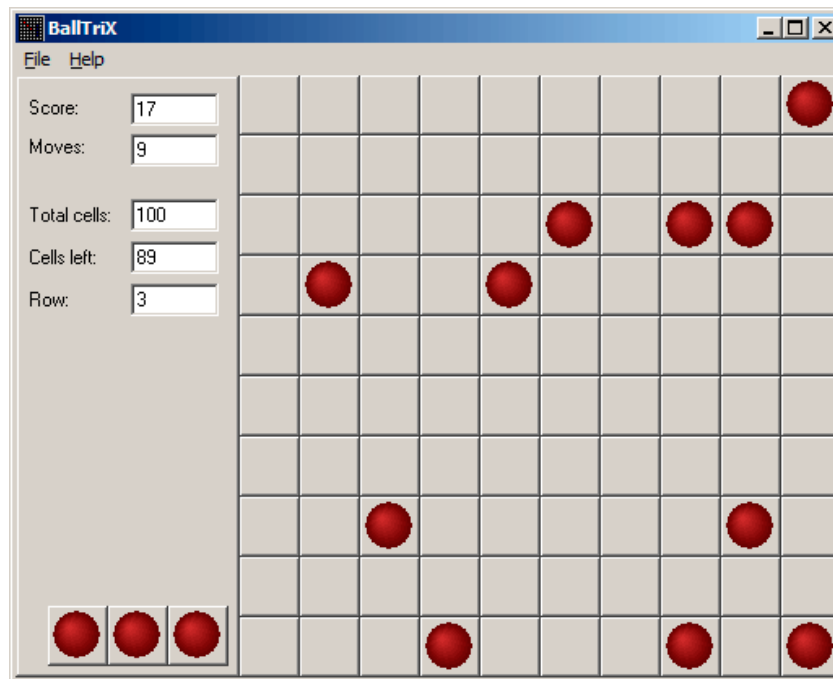 BallTriX
File Help
Score: 17
Moves: 9
Total cells: 100
Cells left: 89
Row: 3